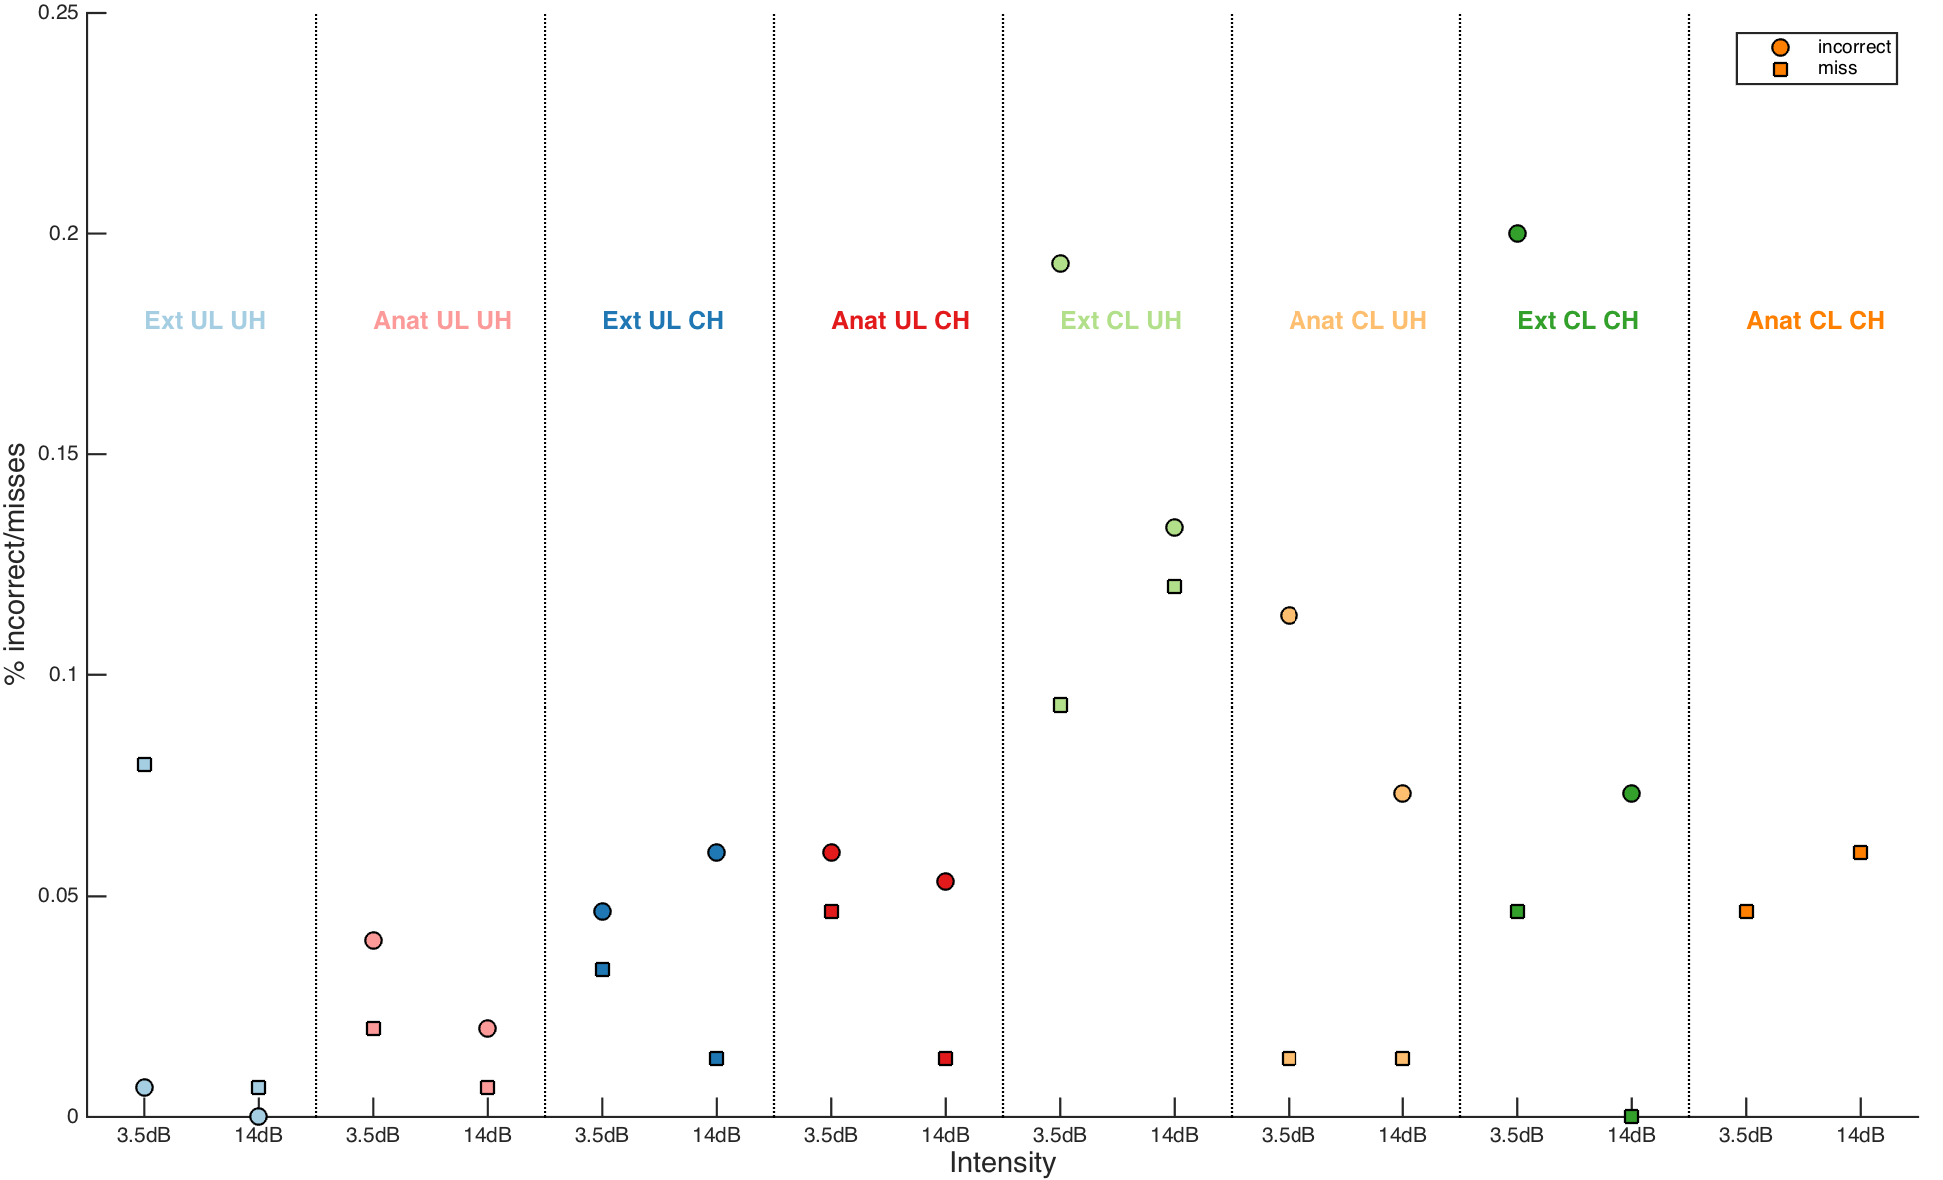 0.25
0.2
0.15
0.1
0.05
0
% incorrect/misses
incorrect
miss
Ext UL UH
Anat UL UH
Ext UL CH
Anat UL CH
Ext CL UH
Anat CL UH
Ext CL CH
Anat CL CH
3.5dB 14dB 3.5dB 14dB 3.5dB 14dB 3.5dB 14dB 3.5dB 14dB 3.5dB 14dB 3.5dB 14dB 3.5dB 14dB
Intensity